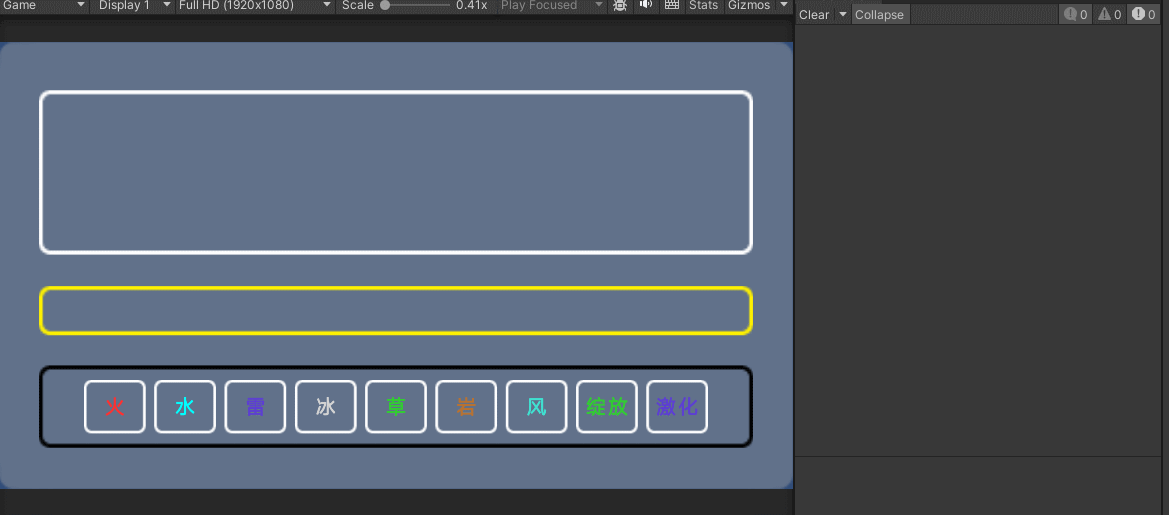 Game Display 1 Full HD (1920x1080) Scale 0.41x Play Focused Stats Gizmos
Clear Collapse 0 0 0
火 水 雷 冰 草 岩 风 绽放 激化